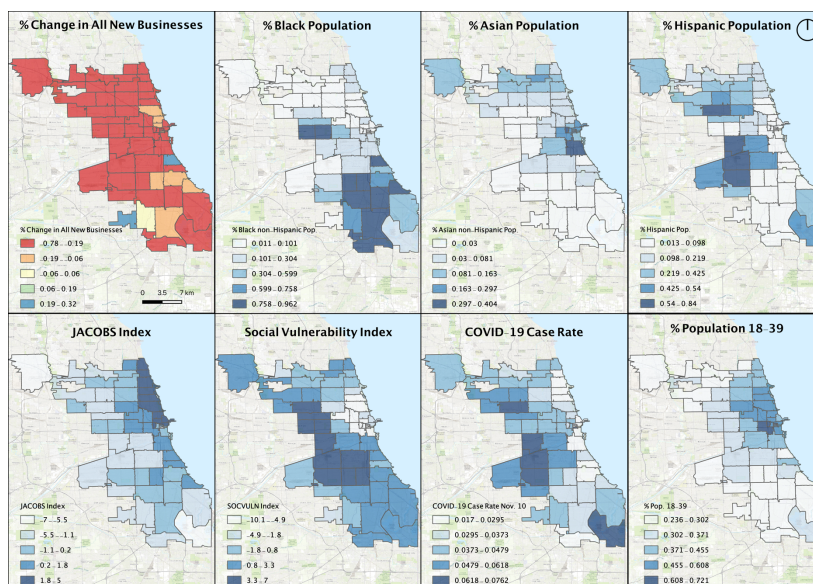 % Change in All New Businesses
% Black Population
% Asian Population
% Hispanic Population
% Change in All New Businesses
-0.78 - -0.19
-0.19 - -0.06
-0.06 - 0.06
0.06 - 0.19
0.19 - 0.32
0 3.5 7 km
% Black non-Hispanic Pop
0.011 - 0.101
0.101 - 0.304
0.304 - 0.599
0.599 - 0.758
0.758 - 0.962
% Asian non-Hispanic Pop
0 - 0.03
0.03 - 0.081
0.081 - 0.163
0.163 - 0.297
0.297 - 0.404
% Hispanic Pop.
0.013 - 0.098
0.098 - 0.219
0.219 - 0.425
0.425 - 0.54
0.54 - 0.84
JACOBS Index
Social Vulnerability Index
COVID-19 Case Rate
% Population 18-39
JACOBS Index
-7 - -5.5
-5.5 - -1.1
-1.1 - 0.2
0.2 - 1.8
1.8 - 5
SOCVULN Index
-10.1 - -4.9
-4.9 - -1.8
-1.8 - 0.8
0.8 - 3.3
3.3 - 7
COVID-19 Case Rate Nov. 10
0.017 - 0.0295
0.0295 - 0.0373
0.0373 - 0.0479
0.0479 - 0.0618
0.0618 - 0.0762
% Pop. 18-39
0.236 - 0.302
0.302 - 0.371
0.371 - 0.455
0.455 - 0.608
0.608 - 0.721